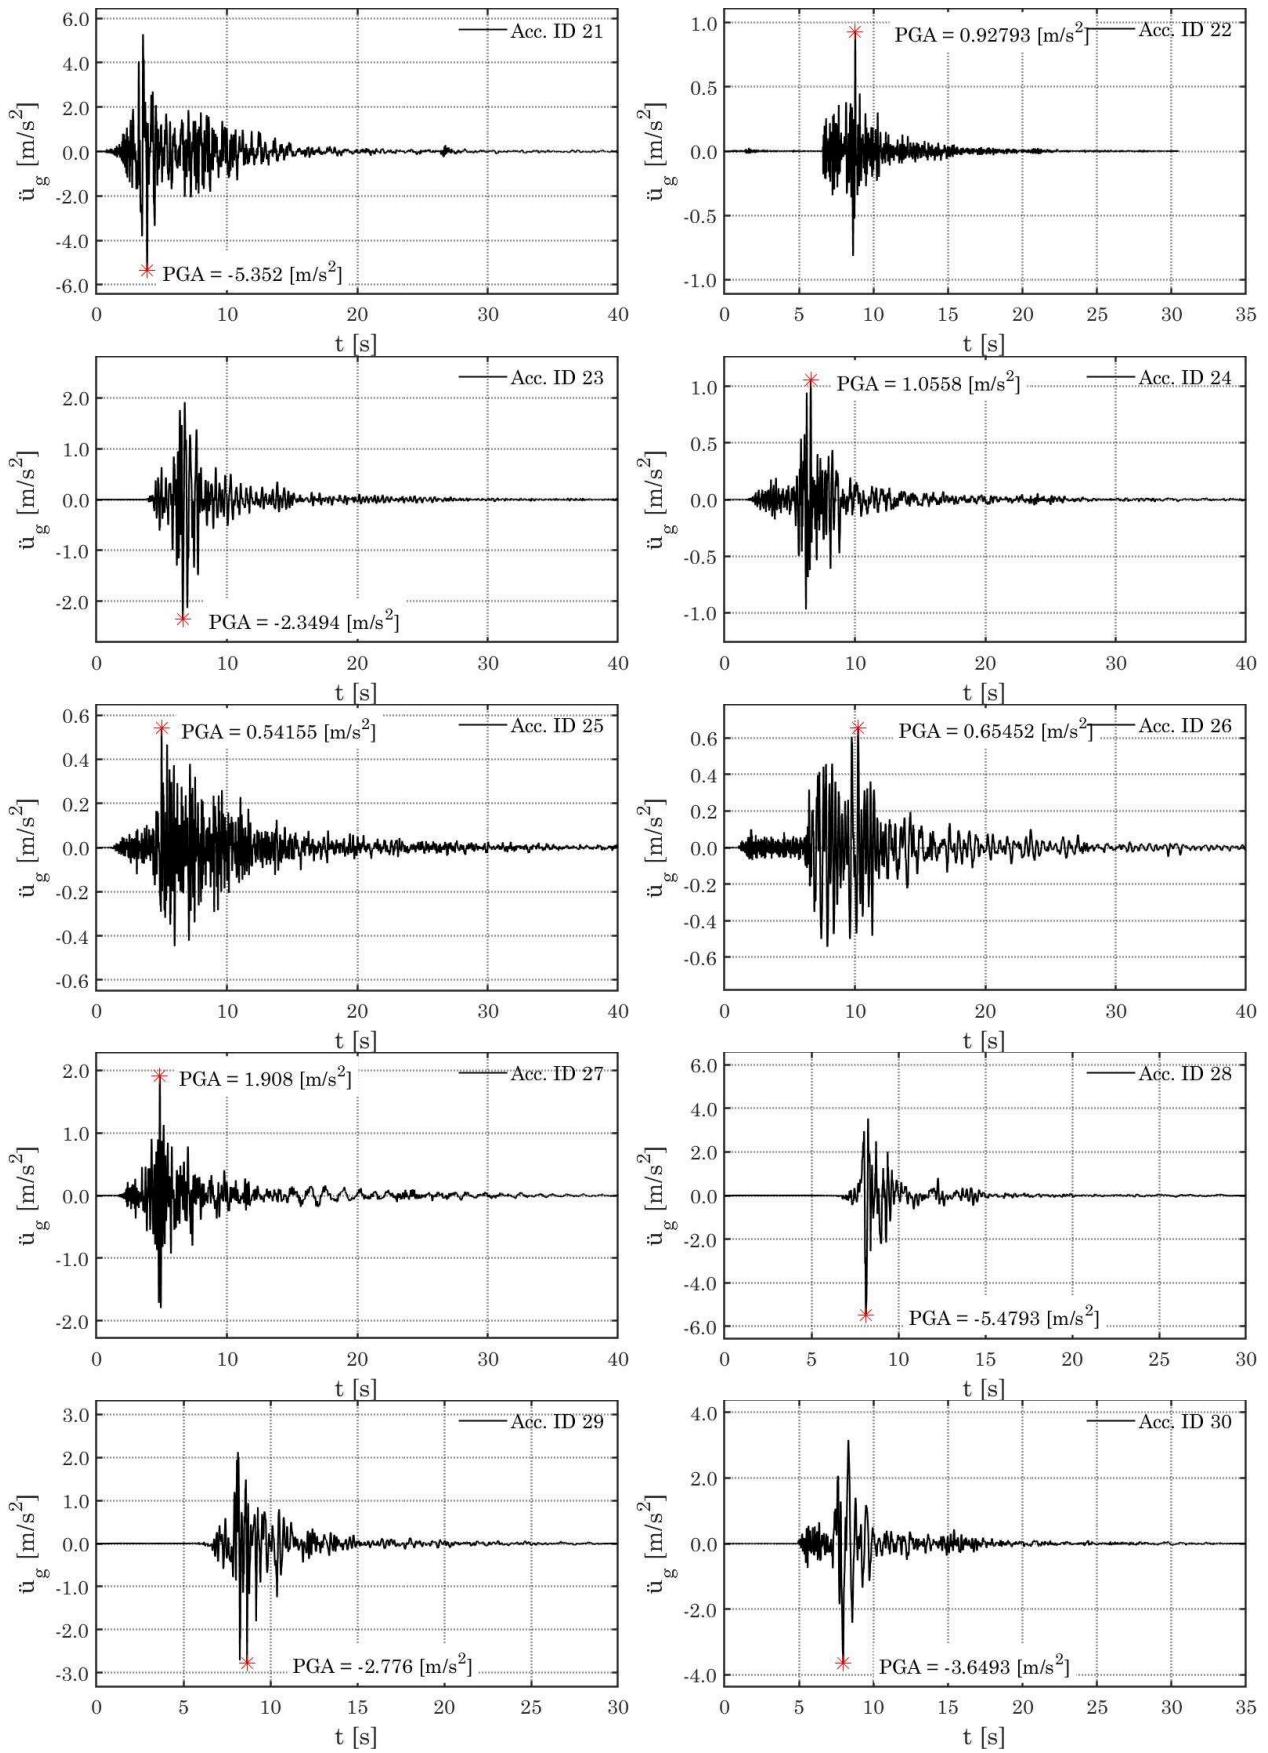 6.0
4.0
2.0
0.0
-2.0
-4.0
-6.0
ü_g [m/s²]
Acc. ID 21
PGA = -5.352 [m/s²]
0 10 20 30 40
t [s]
1.0
0.5
0.0
-0.5
-1.0
ü_g [m/s²]
PGA = 0.92793 [m/s²]
Acc. ID 22
0 5 10 15 20 25 30 35
t [s]
2.0
1.0
0.0
-1.0
-2.0
ü_g [m/s²]
Acc. ID 23
PGA = -2.3494 [m/s²]
0 10 20 30 40
t [s]
1.0
0.5
0.0
-0.5
-1.0
ü_g [m/s²]
PGA = 1.0558 [m/s²]
Acc. ID 24
0 10 20 30 40
t [s]
0.6
0.4
0.2
0.0
-0.2
-0.4
-0.6
ü_g [m/s²]
PGA = 0.54155 [m/s²]
Acc. ID 25
0 10 20 30 40
t [s]
0.6
0.4
0.2
0.0
-0.2
-0.4
-0.6
ü_g [m/s²]
PGA = 0.65452 [m/s²]
Acc. ID 26
0 10 20 30 40
t [s]
2.0
1.0
0.0
-1.0
-2.0
ü_g [m/s²]
PGA = 1.908 [m/s²]
Acc. ID 27
0 10 20 30 40
t [s]
6.0
4.0
2.0
0.0
-2.0
-4.0
-6.0
ü_g [m/s²]
Acc. ID 28
PGA = -5.4793 [m/s²]
0 5 10 15 20 25 30
t [s]
3.0
2.0
1.0
0.0
-1.0
-2.0
-3.0
ü_g [m/s²]
Acc. ID 29
PGA = -2.776 [m/s²]
0 5 10 15 20 25 30
t [s]
4.0
2.0
0.0
-2.0
-4.0
ü_g [m/s²]
Acc. ID 30
PGA = -3.6493 [m/s²]
0 5 10 15 20 25 30 35
t [s]